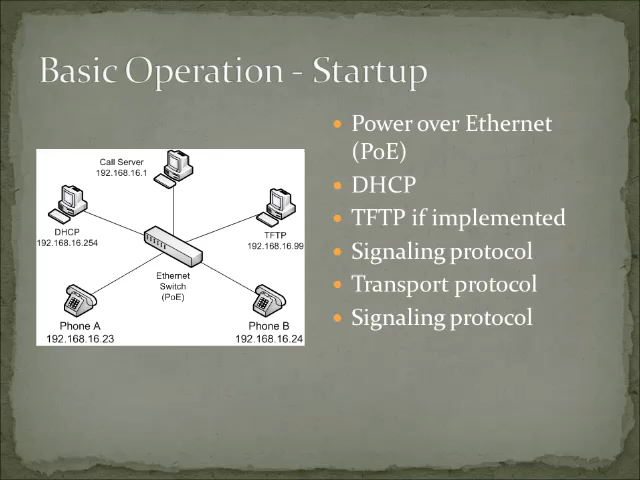 Basic Operation - Startup
Call Server
192.168.16.1
DHCP
192.168.16.254
TFTP
192.168.16.99
Ethernet
Switch
(PoE)
Phone A
192.168.16.23
Phone B
192.168.16.24
• Power over Ethernet
(PoE)
• DHCP
• TFTP if implemented
• Signaling protocol
• Transport protocol
• Signaling protocol